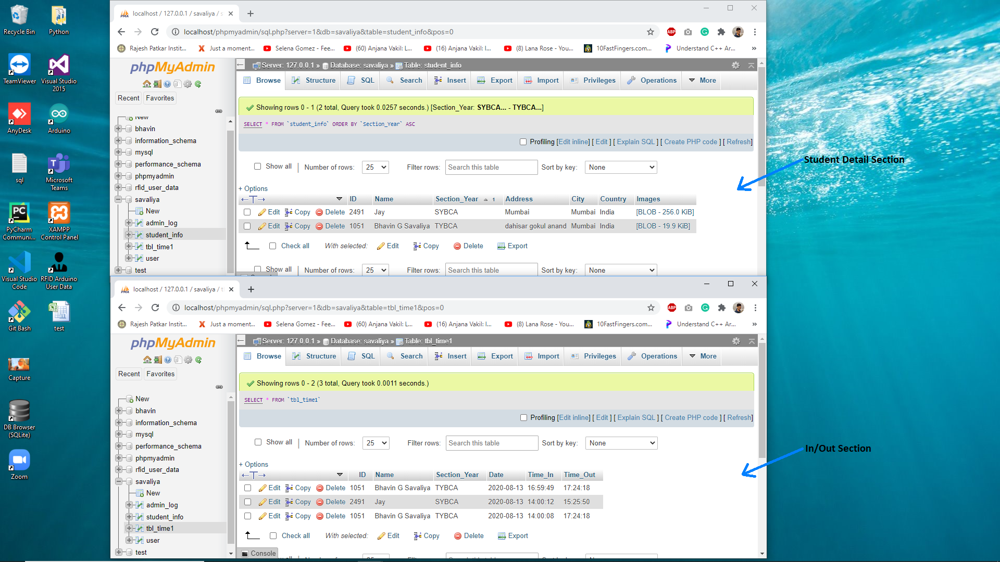 Recycle Bin
Python
TeamViewer
Visual Studio 2015
AnyDesk
Arduino
sql
Microsoft Teams
PyCharm Communi...
XAMPP Control Panel
Visual Studio Code
RFID Arduino User Data
Git Bash
test
Capture
DB Browser (SQLite)
Zoom
localhost / 127.0.0.1 / savaliya / s
localhost/phpmyadmin/sql.php?server=1&db=savaliya&table=student_info&pos=0
ABP
Rajesh Patkar Instit... Just a moment... Selena Gomez - Fee... (60) Anjana Vakil: L... (16) Anjana Vakil: I... (8) Lana Rose - You... 10FastFingers.com... Understand C++ Ar... »
phpMyAdmin
Recent Favorites
New
bhavin
information_schema
mysql
performance_schema
phpmyadmin
rfid_user_data
savaliya
New
admin_log
student_info
tbl_time1
user
test
Server: 127.0.0.1 » Database: savaliya » Table: student_info
Browse Structure SQL Search Insert Export Import Privileges Operations More
Showing rows 0 - 1 (2 total, Query took 0.0257 seconds.) [Section_Year: SYBCA... - TYBCA...]
SELECT * FROM `student_info` ORDER BY `Section_Year` ASC
Profiling [Edit inline] [ Edit ] [ Explain SQL ] [ Create PHP code ] [ Refresh]
Show all | Number of rows: 25 Filter rows: Search this table Sort by key: None
+ Options
←T→ ID Name Section_Year 1 Address City Country Images
Edit Copy Delete 2491 Jay SYBCA Mumbai Mumbai India [BLOB - 256.0 KiB]
Edit Copy Delete 1051 Bhavin G Savaliya TYBCA dahisar gokul anand Mumbai India [BLOB - 19.9 KiB]
Check all With selected: Edit Copy Delete Export
Show all | Number of rows: 25 Filter rows: Search this table Sort by key: None
Student Detail Section
localhost / 127.0.0.1 / savaliya / t
localhost/phpmyadmin/sql.php?server=1&db=savaliya&table=tbl_time1&pos=0
ABP
Rajesh Patkar Instit... Just a moment... Selena Gomez - Fee... (60) Anjana Vakil: L... (16) Anjana Vakil: I... (8) Lana Rose - You... 10FastFingers.com... Understand C++ Ar... »
phpMyAdmin
Recent Favorites
New
bhavin
information_schema
mysql
performance_schema
phpmyadmin
rfid_user_data
savaliya
New
admin_log
student_info
tbl_time1
user
test
Server: 127.0.0.1 » Database: savaliya » Table: tbl_time1
Browse Structure SQL Search Insert Export Import Privileges Operations More
Showing rows 0 - 2 (3 total, Query took 0.0011 seconds.)
SELECT * FROM `tbl_time1`
Profiling [Edit inline] [ Edit ] [ Explain SQL ] [ Create PHP code ] [ Refresh]
Show all | Number of rows: 25 Filter rows: Search this table Sort by key: None
+ Options
←T→ ID Name Section_Year Date Time_In Time_Out
Edit Copy Delete 1051 Bhavin G Savaliya TYBCA 2020-08-13 16:59:49 17:24:18
Edit Copy Delete 2491 Jay SYBCA 2020-08-13 14:00:12 15:25:50
Edit Copy Delete 1051 Bhavin G Savaliya TYBCA 2020-08-13 14:00:08 17:24:18
Check all With selected: Edit Copy Delete Export
Console
In/Out Section